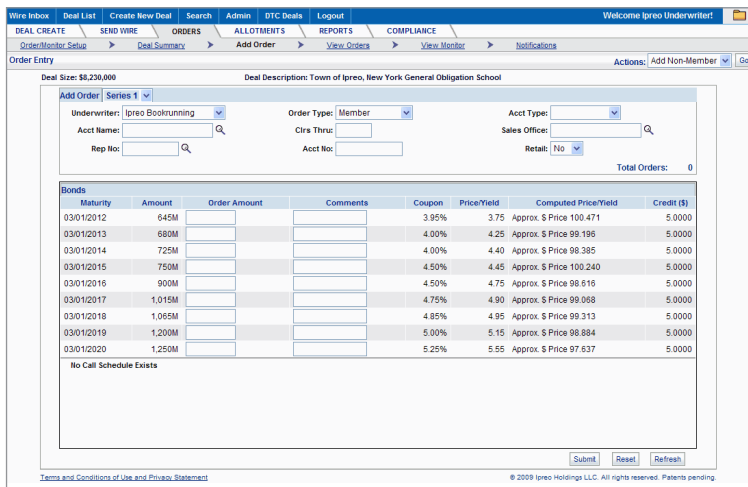 Wire Inbox Deal List Create New Deal Search Admin DTC Deals Logout Welcome Ipreo Underwriter!
DEAL CREATE SEND WIRE ORDERS ALLOTMENTS REPORTS COMPLIANCE
Order/Monitor Setup Deal Summary Add Order View Orders View Monitor Notifications
Order Entry Actions: Add Non-Member Go
Deal Size: $8,230,000 Deal Description: Town of Ipreo, New York General Obligation School
Add Order Series 1
Underwriter: Ipreo Bookrunning Order Type: Member Acct Type:
Acct Name: Clrs Thru: Sales Office:
Rep No: Acct No: Retail: No
Total Orders: 0
Bonds
Maturity Amount Order Amount Comments Coupon Price/Yield Computed Price/Yield Credit ($)
03/01/2012 645M 3.95% 3.75 Approx. $ Price 100.471 5.0000
03/01/2013 680M 4.00% 4.25 Approx. $ Price 99.196 5.0000
03/01/2014 725M 4.00% 4.40 Approx. $ Price 98.385 5.0000
03/01/2015 750M 4.50% 4.45 Approx. $ Price 100.240 5.0000
03/01/2016 900M 4.50% 4.75 Approx. $ Price 98.616 5.0000
03/01/2017 1,015M 4.75% 4.90 Approx. $ Price 99.068 5.0000
03/01/2018 1,065M 4.85% 4.95 Approx. $ Price 99.313 5.0000
03/01/2019 1,200M 5.00% 5.15 Approx. $ Price 98.884 5.0000
03/01/2020 1,250M 5.25% 5.55 Approx. $ Price 97.637 5.0000
No Call Schedule Exists
Submit Reset Refresh
Terms and Conditions of Use and Privacy Statement © 2009 Ipreo Holdings LLC. All rights reserved. Patents pending.